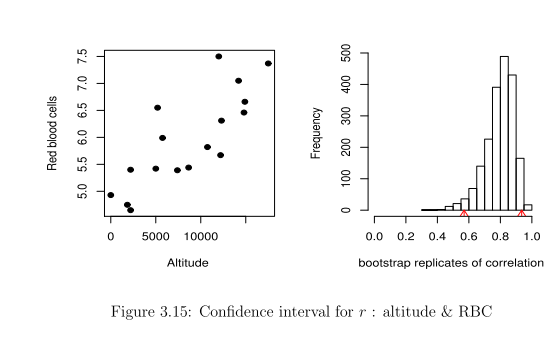 Red blood cells
5.0 5.5 6.0 6.5 7.0 7.5
0 5000 10000
Altitude
Frequency
0 100 200 300 400 500
0.0 0.2 0.4 0.6 0.8 1.0
bootstrap replicates of correlation
Figure 3.15: Confidence interval for r : altitude & RBC